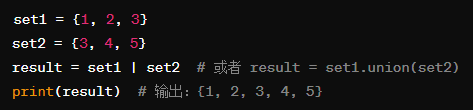 set1 = {1, 2, 3}
set2 = {3, 4, 5}
result = set1 | set2  # 或者 result = set1.union(set2)
print(result)  # 输出：{1, 2, 3, 4, 5}